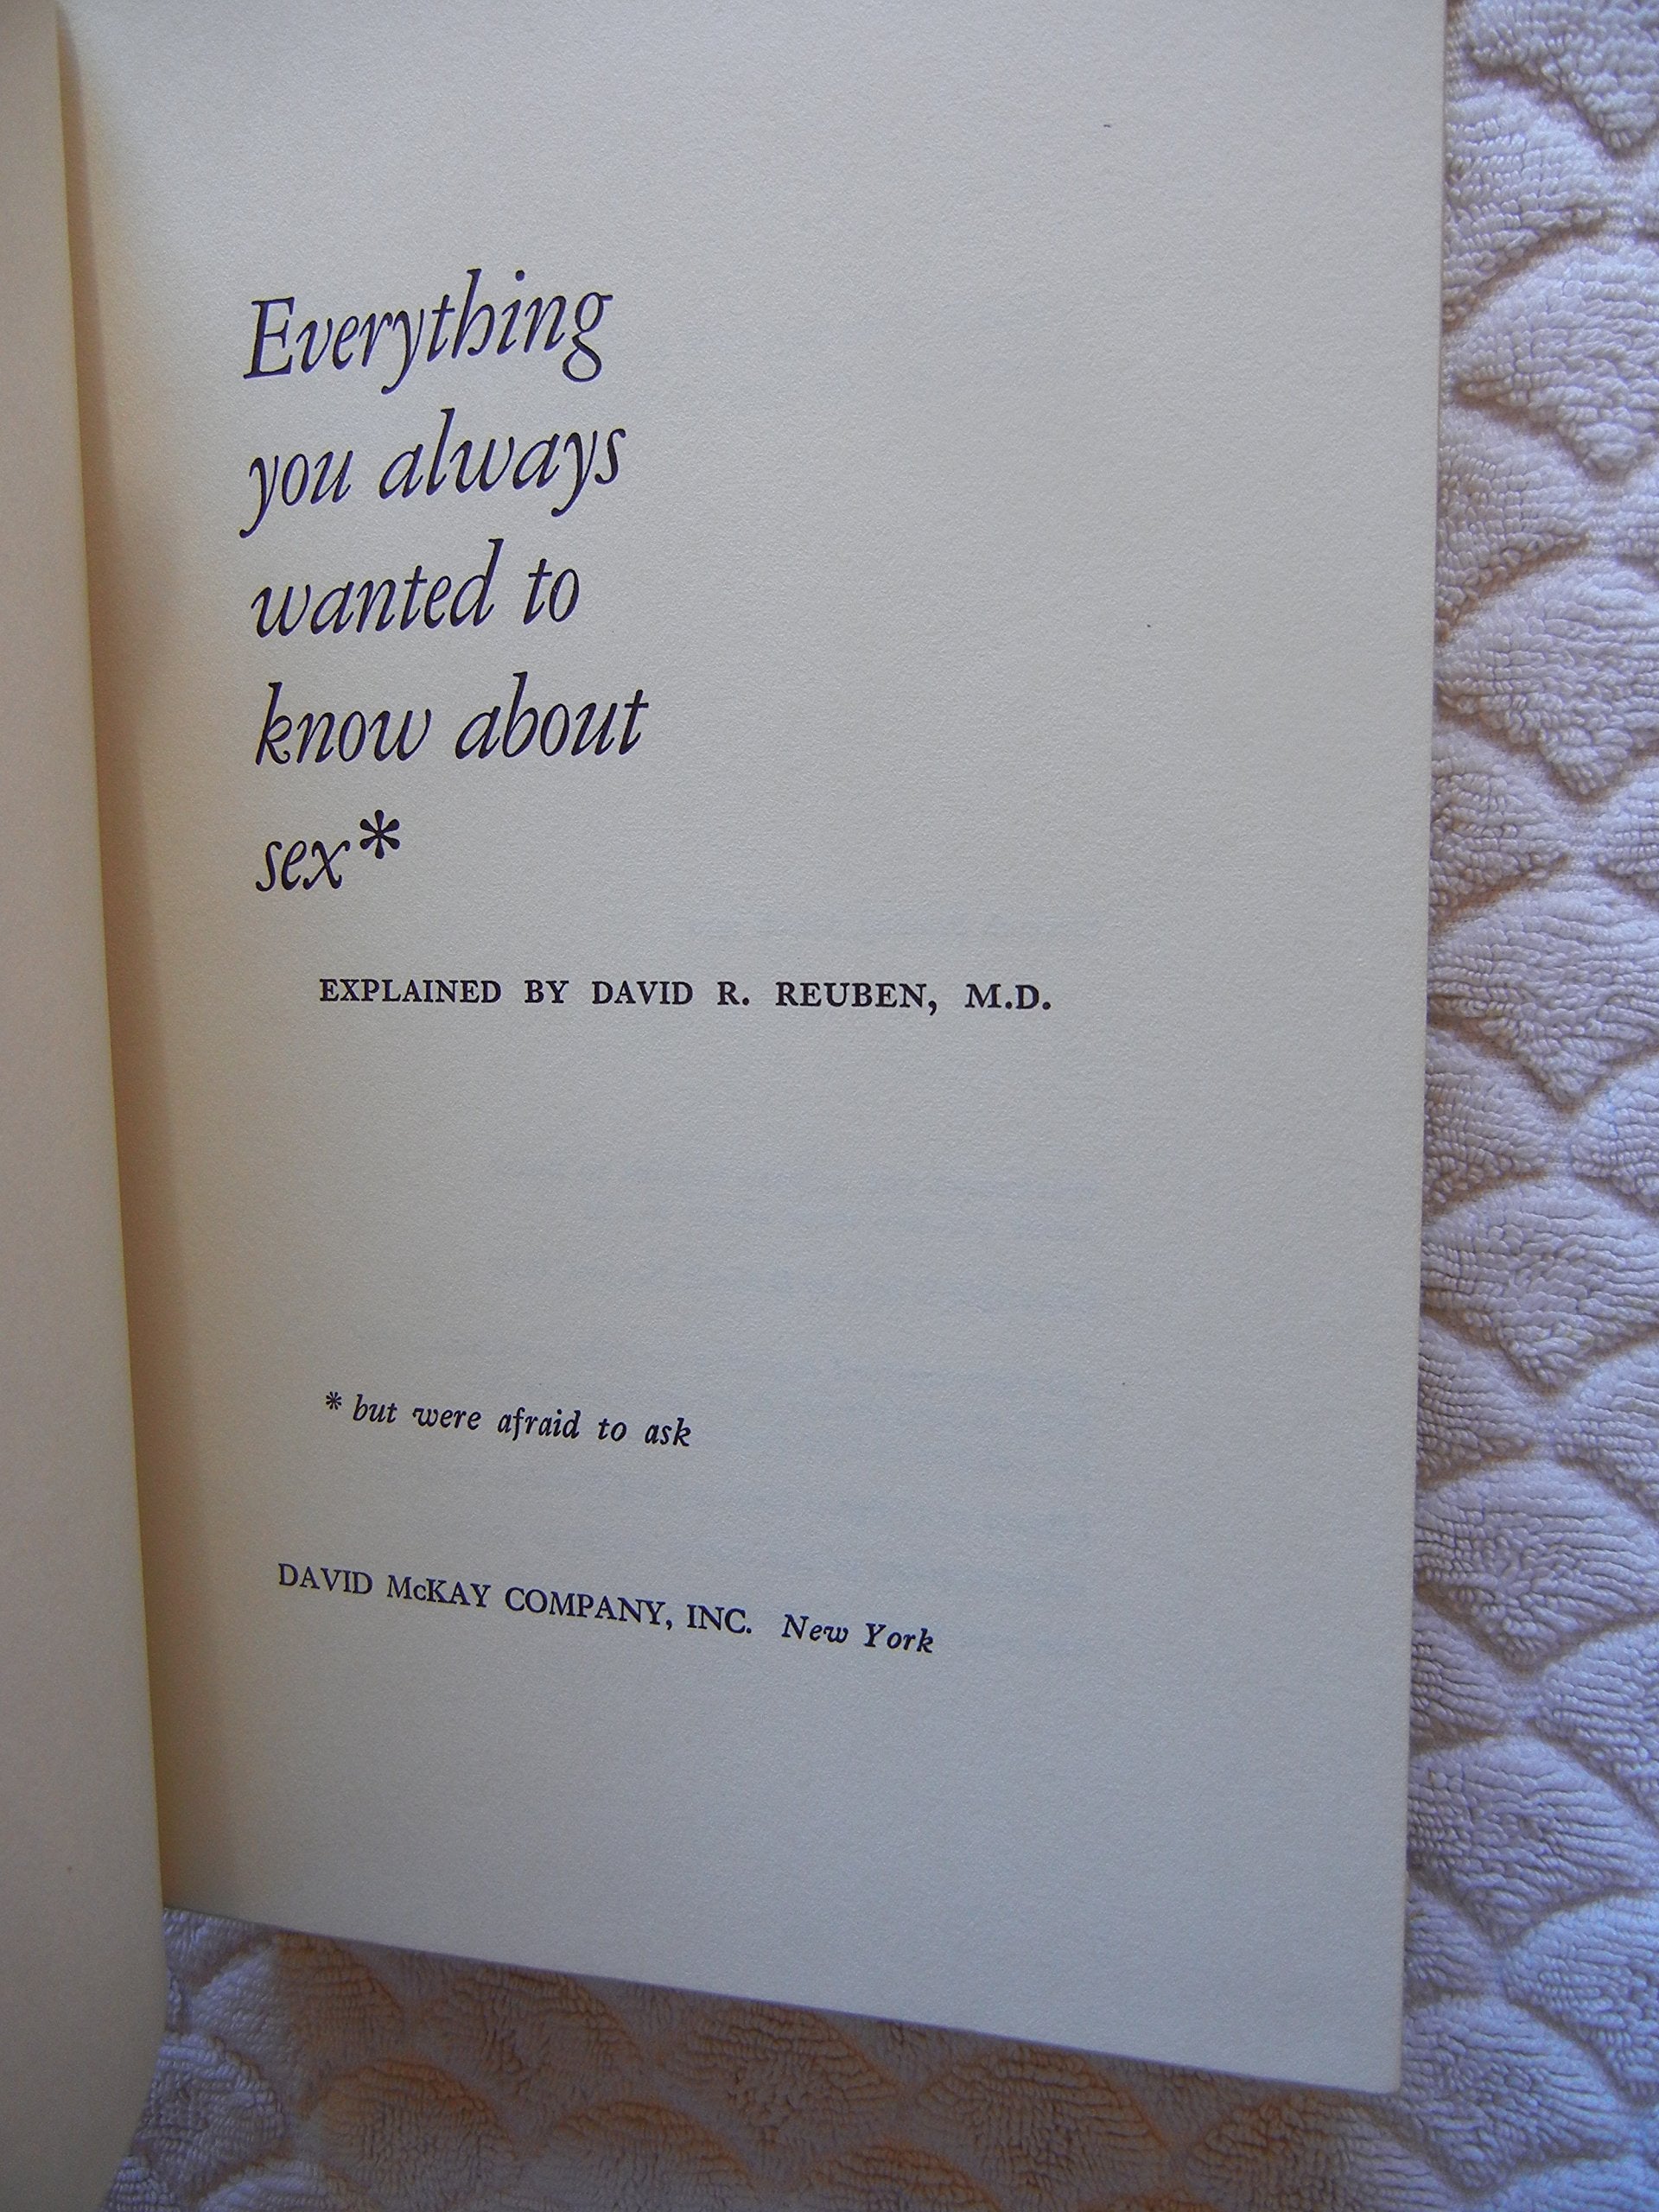 Everything
you always
wanted to
know about
sex*
EXPLAINED BY DAVID R. REUBEN, M.D.
* but were afraid to ask
DAVID McKAY COMPANY, INC. New York